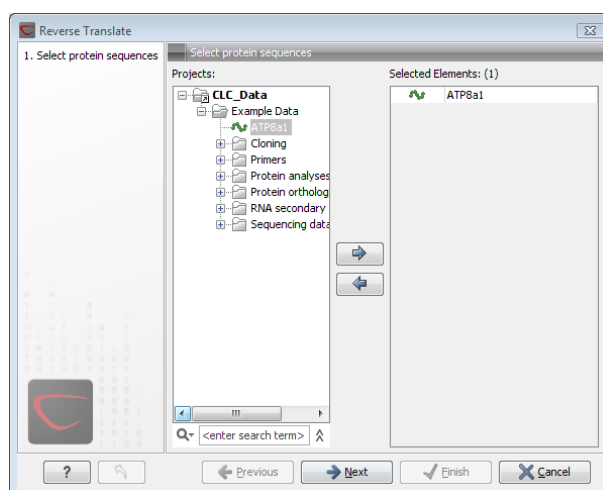 Reverse Translate
1. Select protein sequences
Select protein sequences
Projects:
CLC_Data
Example Data
ATP8a1
Cloning
Primers
Protein analyses
Protein ortholog
RNA secondary
Sequencing data
<enter search term>
Selected Elements: (1)
ATP8a1
?
Previous
Next
Finish
Cancel